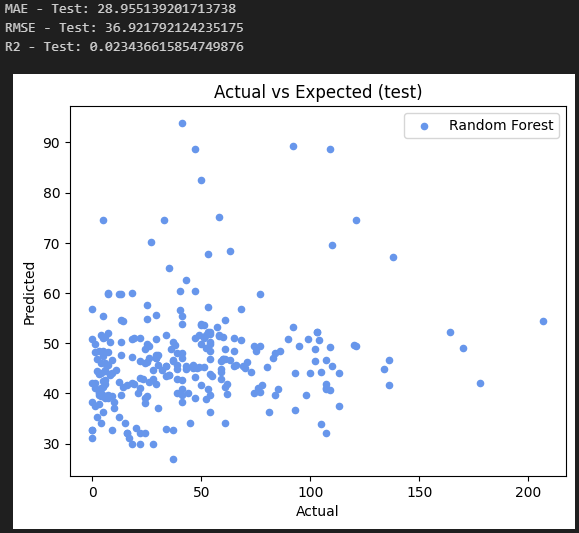 MAE - Test: 28.955139201713738
RMSE - Test: 36.921792124235175
R2 - Test: 0.023436615854749876
Actual vs Expected (test)
Random Forest
90
80
70
60
50
40
30
Predicted
0 50 100 150 200
Actual